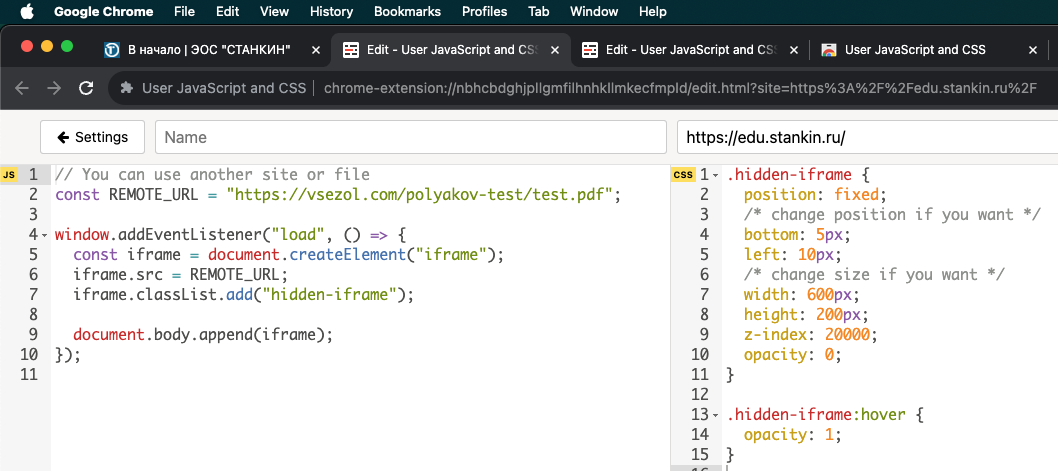 Google Chrome File Edit View History Bookmarks Profiles Tab Window Help
В начало | ЭОС "СТАНКИН" × Edit - User JavaScript and CSS × Edit - User JavaScript and CSS × User JavaScript and CSS ×
User JavaScript and CSS | chrome-extension://nbhcbdghjpllgmfilhnhkllmkecfmpld/edit.html?site=https%3A%2F%2Fedu.stankin.ru%2F
← Settings Name https://edu.stankin.ru/
JS 1 // You can use another site or file
2 const REMOTE_URL = "https://vsezol.com/polyakov-test/test.pdf";
3
4 window.addEventListener("load", () => {
5 const iframe = document.createElement("iframe");
6 iframe.src = REMOTE_URL;
7 iframe.classList.add("hidden-iframe");
8
9 document.body.append(iframe);
10 });
11
CSS 1 .hidden-iframe {
2 position: fixed;
3 /* change position if you want */
4 bottom: 5px;
5 left: 10px;
6 /* change size if you want */
7 width: 600px;
8 height: 200px;
9 z-index: 20000;
10 opacity: 0;
11 }
12
13 .hidden-iframe:hover {
14 opacity: 1;
15 }
16